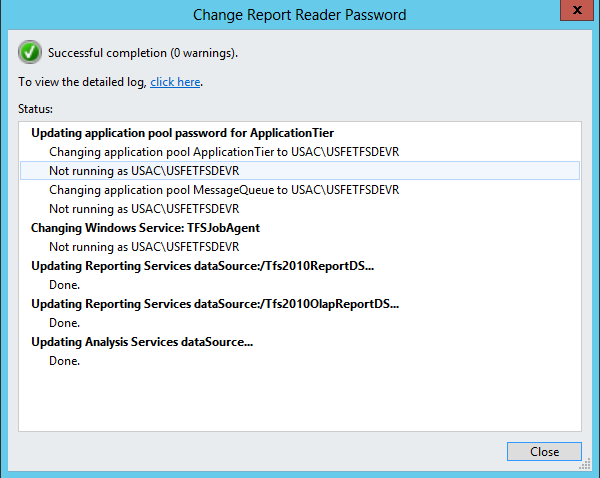 Change Report Reader Password
x
Successful completion (0 warnings).
To view the detailed log, click here.
Status:
Updating application pool password for ApplicationTier
Changing application pool ApplicationTier to USAC\USFETFSDEVR
Not running as USAC\USFETFSDEVR
Changing application pool MessageQueue to USAC\USFETFSDEVR
Not running as USAC\USFETFSDEVR
Changing Windows Service: TFSJobAgent
Not running as USAC\USFETFSDEVR
Updating Reporting Services dataSource:/Tfs2010ReportDS...
Done.
Updating Reporting Services dataSource:/Tfs2010OlapReportDS...
Done.
Updating Analysis Services dataSource...
Done.
Close